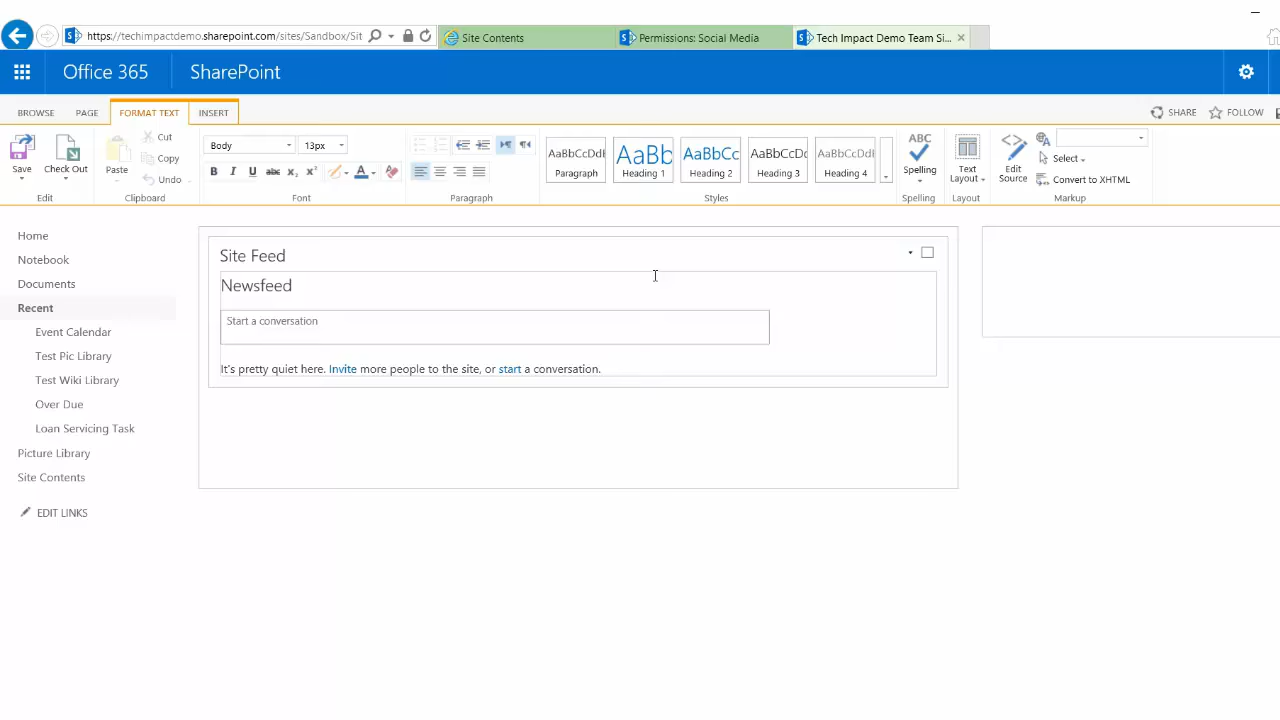 https://techimpactdemo.sharepoint.com/sites/Sandbox/Sit
Site Contents
Permissions: Social Media
Tech Impact Demo Team Si...
Office 365
SharePoint
BROWSE
PAGE
FORMAT TEXT
INSERT
SHARE
FOLLOW
Save
Check Out
Paste
Cut
Copy
Undo
Body
13px
B I U abc x₂ x²
A
AaBbCcDdI
AaBb
AaBbCc
AaBbCcDc
AaBbCcDdI
Paragraph
Heading 1
Heading 2
Heading 3
Heading 4
ABC
Spelling
Text
Layout
Edit
Source
Select
Convert to XHTML
Edit
Clipboard
Font
Paragraph
Styles
Spelling
Layout
Markup
Home
Notebook
Documents
Recent
Event Calendar
Test Pic Library
Test Wiki Library
Over Due
Loan Servicing Task
Picture Library
Site Contents
EDIT LINKS
Site Feed
Newsfeed
Start a conversation
It's pretty quiet here. Invite more people to the site, or start a conversation.